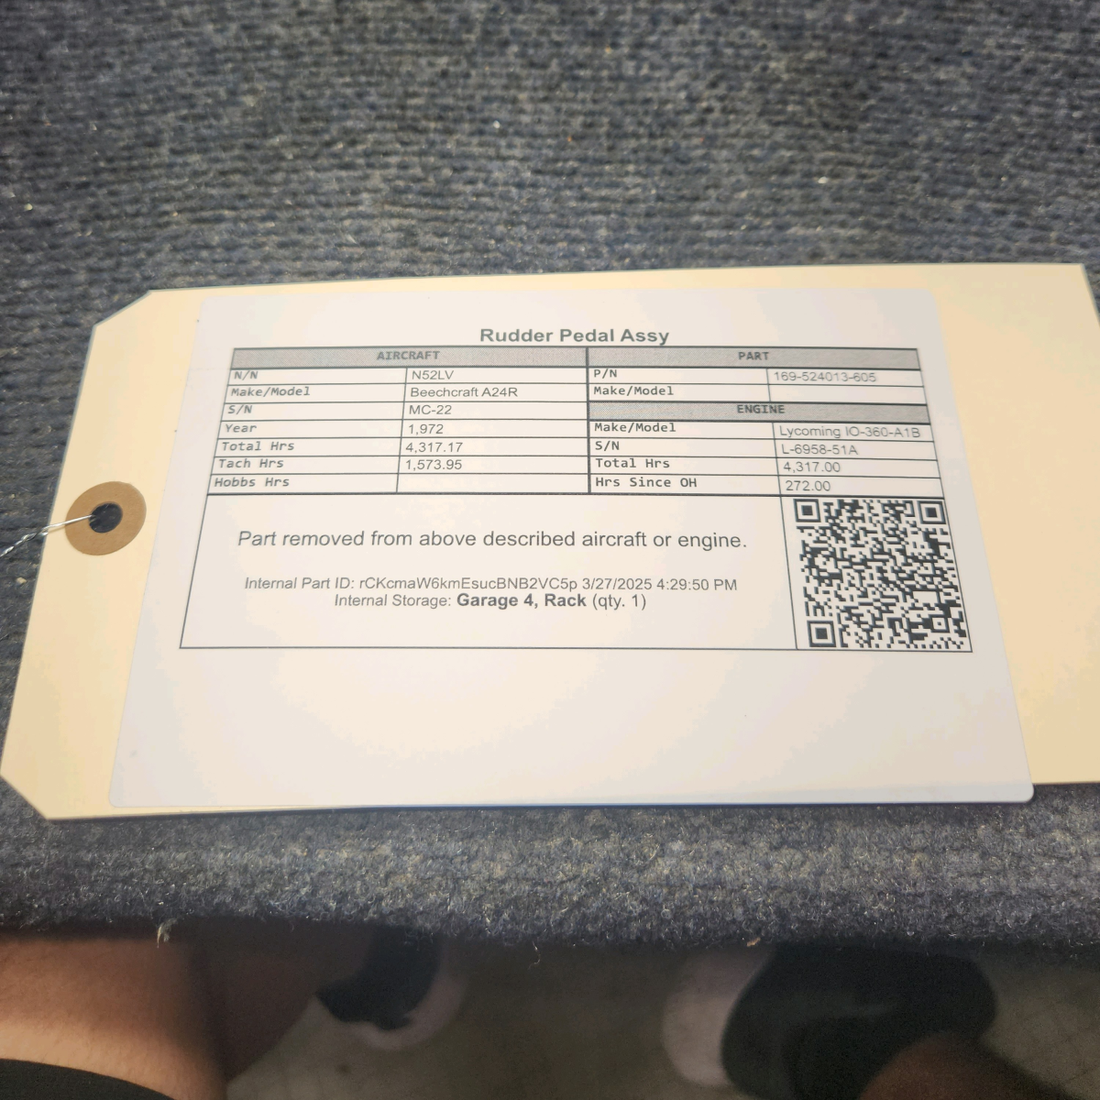 Rudder Pedal Assy
AIRCRAFT PART
N/N N52LV P/N 169-524013-605
Make/Model Beechcraft A24R Make/Model
S/N MC-22 ENGINE
Year 1,972 Make/Model Lycoming IO-360-A1B
Total Hrs 4,317.17 S/N L-6958-51A
Tach Hrs 1,573.95 Total Hrs 4,317.00
Hobbs Hrs Hrs Since OH 272.00
Part removed from above described aircraft or engine.
Internal Part ID: rCKcmaW6kmEsucBNB2VC5p 3/27/2025 4:29:50 PM
Internal Storage: Garage 4, Rack (qty. 1)